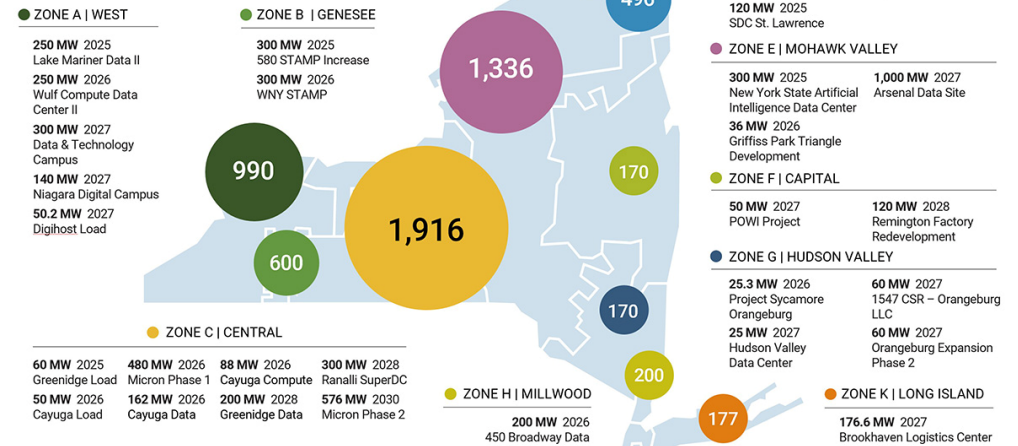 ZONE A | WEST
250 MW 2025
Lake Mariner Data II
250 MW 2026
Wulf Compute Data
Center II
300 MW 2027
Data & Technology
Campus
140 MW 2027
Niagara Digital Campus
50.2 MW 2027
Digihost Load
ZONE B | GENESEE
300 MW 2025
580 STAMP Increase
300 MW 2026
WNY STAMP
1,336
990
1,916
600
170
170
200
177
ZONE C | CENTRAL
60 MW 2025
Greenidge Load
50 MW 2026
Cayuga Load
480 MW 2026
Micron Phase 1
162 MW 2026
Cayuga Data
88 MW 2026
Cayuga Compute
200 MW 2028
Greenidge Data
300 MW 2028
Ranalli SuperDC
576 MW 2030
Micron Phase 2
120 MW 2025
SDC St. Lawrence
ZONE E | MOHAWK VALLEY
300 MW 2025
New York State Artificial
Intelligence Data Center
36 MW 2026
Griffiss Park Triangle
Development
1,000 MW 2027
Arsenal Data Site
ZONE F | CAPITAL
50 MW 2027
POWI Project
120 MW 2028
Remington Factory
Redevelopment
ZONE G | HUDSON VALLEY
25.3 MW 2026
Project Sycamore
Orangeburg
25 MW 2027
Hudson Valley
Data Center
60 MW 2027
1547 CSR – Orangeburg
LLC
60 MW 2027
Orangeburg Expansion
Phase 2
ZONE H | MILLWOOD
200 MW 2026
450 Broadway Data
ZONE K | LONG ISLAND
176.6 MW 2027
Brookhaven Logistics Center